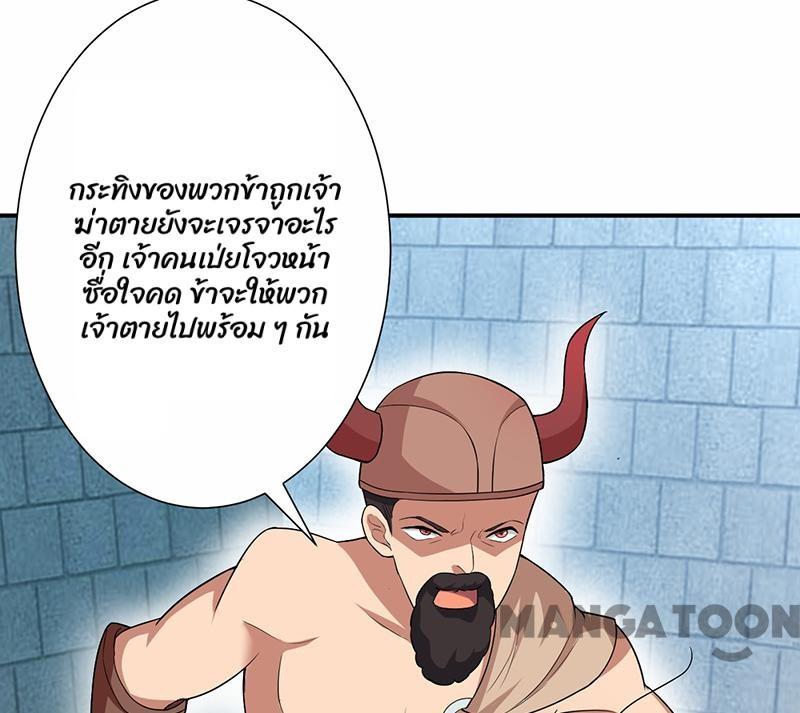 กระทิงของพวกข้าถูกเจ้า
ฆ่าตายยังจะเจรจาอะไร
อีก เจ้าคนเปี่ยโจวหน้า
ซื่อใจคด ข้าจะให้พวก
เจ้าตายไปพร้อม ๆ กัน
MANGATOON